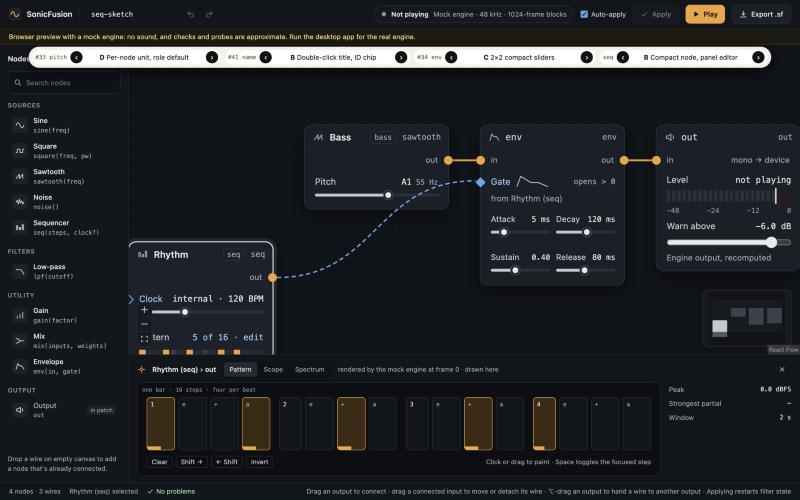 SonicFusion
seq-sketch
Not playing Mock engine · 48 kHz · 1024-frame blocks
Auto-apply
Apply
Play
Export .sf
Browser preview with a mock engine: no sound, and checks and probes are approximate. Run the desktop app for the real engine.
Nodes
#33 pitch
D Per-node unit, role default
#41 name
B Double-click title, ID chip
#34 env
C 2×2 compact sliders
seq
B Compact node, panel editor
Search nodes
SOURCES
Sine
sine(freq)
Square
square(freq, pw)
Sawtooth
sawtooth(freq)
Noise
noise()
Sequencer
seq(steps, clock?)
FILTERS
Low-pass
lpf(cutoff)
UTILITY
Gain
gain(factor)
Mix
mix(inputs, weights)
Envelope
env(in, gate)
OUTPUT
Output
out
in patch
Drop a wire on empty canvas to add a node that's already connected.
Bass
bass
sawtooth
out
Pitch
A1 55 Hz
env
env
in
out
Gate
opens > 0
from Rhythm (seq)
Attack 5 ms
Decay 120 ms
Sustain 0.40
Release 80 ms
out
out
in
mono → device
Level
not playing
−48 −24 −12 0
Warn above
−6.0 dB
Engine output, recomputed
Rhythm
seq
seq
out
Clock
internal · 120 BPM
tern
5 of 16 · edit
React Flow
Rhythm (seq) › out
Pattern
Scope
Spectrum
rendered by the mock engine at frame 0 · drawn here
one bar · 16 steps · four per beat
1 e + a 2 e + a 3 e + a 4 e + a
Clear
Shift →
← Shift
Invert
Click or drag to paint · Space toggles the focused step
Peak
0.0 dBFS
Strongest partial
—
Window
2 s
4 nodes · 3 wires
Rhythm (seq) selected
No problems
Drag an output to connect · drag a connected input to move or detach its wire · ⌥-drag an output to hand a wire to another output · Applying restarts filter state